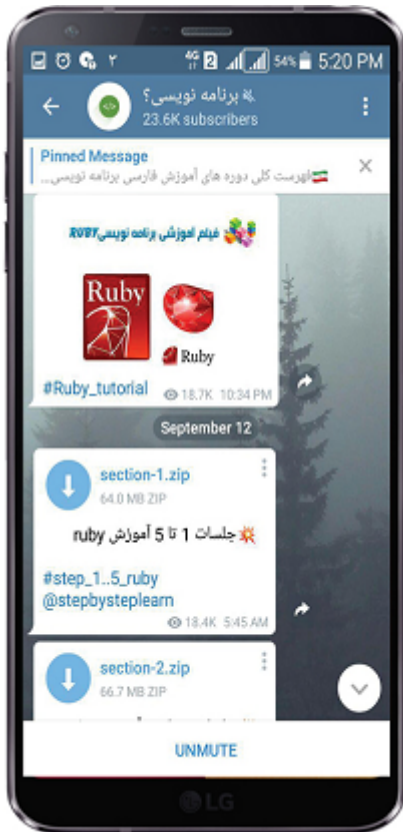 ۲ 4G 2 54% 5:20 PM
برنامه نویسی؟
23.6K subscribers
Pinned Message
فهرست کلی دوره های آموزش فارسی برنامه نویسی...
فیلم اموزشی برنامه نویسی RUBY
Ruby
Ruby
#Ruby_tutorial 18.7K 10:34 PM
September 12
section-1.zip
64.0 MB ZIP
جلسات 1 تا 5 آموزش ruby
#step_1..5_ruby
@stepbysteplearn
18.4K 5:45 AM
section-2.zip
66.7 MB ZIP
UNMUTE
LG